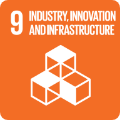 9 INDUSTRY, INNOVATION
AND INFRASTRUCTURE